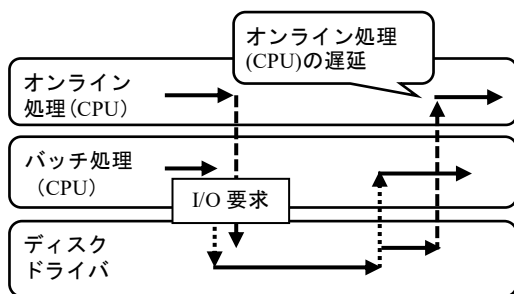 オンライン処理
(CPU)の遅延
オンライン
処理(CPU)
バッチ処理
（CPU）
I/O 要求
ディスク
ドライバ